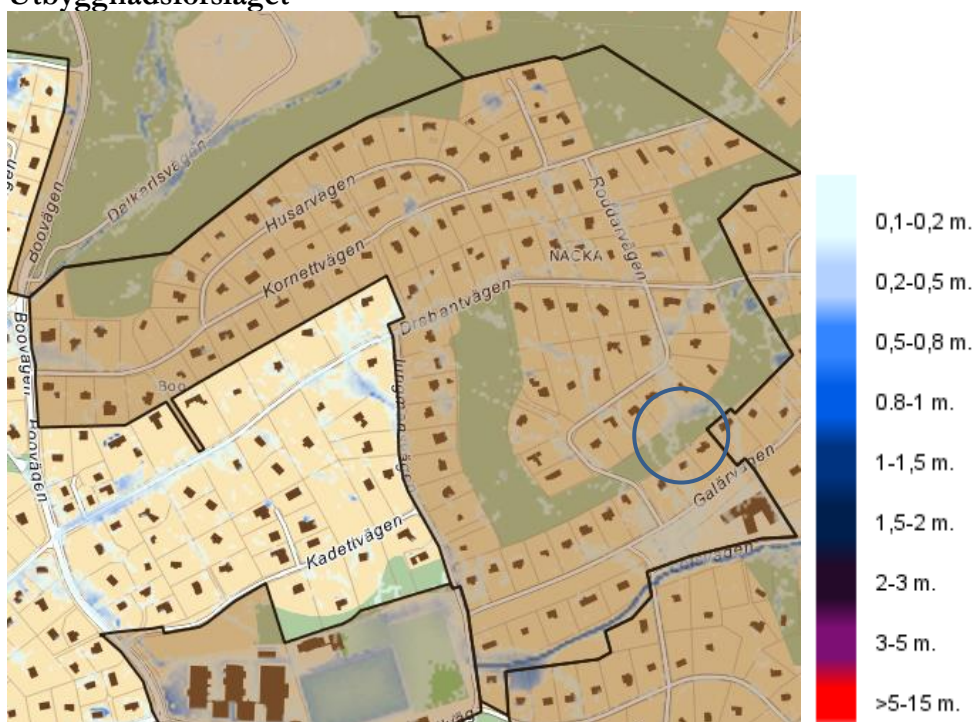 Utbyggnadsförslaget
Dalkarlsvägen
Boovägen
Husarvägen
Kornettvägen
Roddarvägen
NACKA
Drabantvägen
Boo
Boovägen
Boovägen
Galärvägen
Kadettvägen
0,1-0,2 m.
0,2-0,5 m.
0,5-0,8 m.
0.8-1 m.
1-1,5 m.
1,5-2 m.
2-3 m.
3-5 m.
>5-15 m.